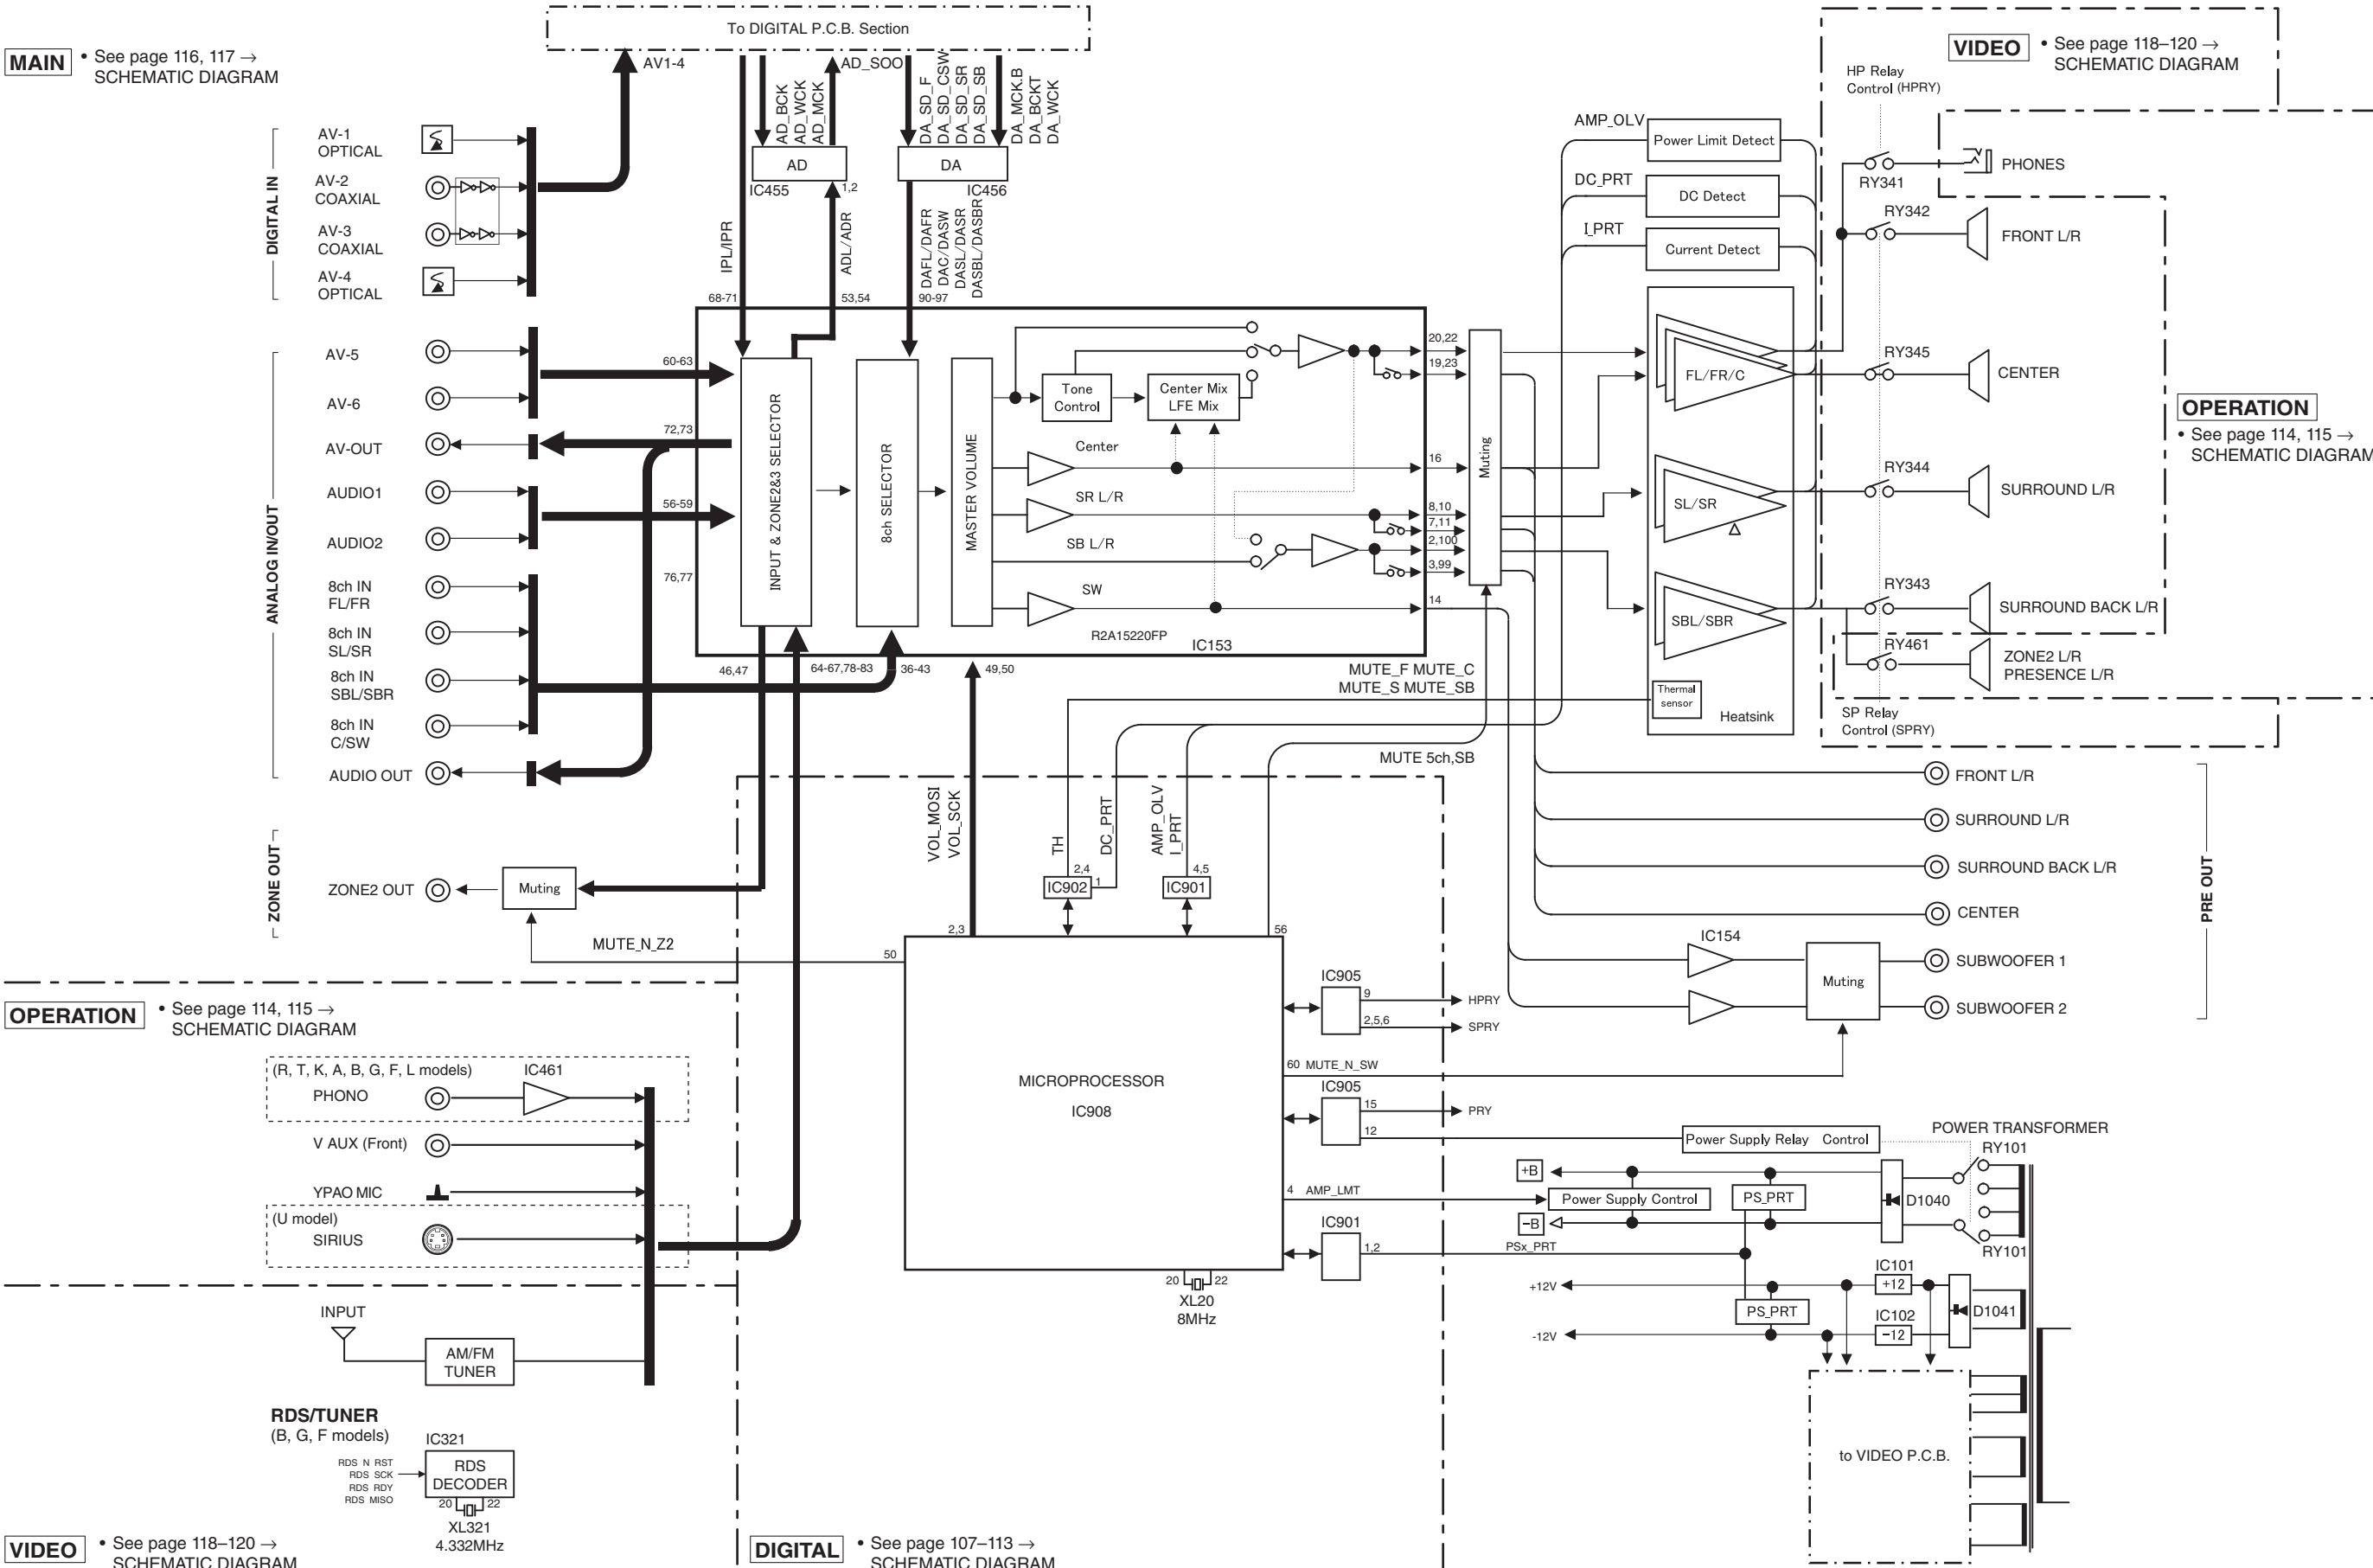 To DIGITAL P.C.B. Section
MAIN
• See page 116, 117 →
SCHEMATIC DIAGRAM
AV1-4
AD_BCK
AD_WCK
AD_MCK
AD_SOO
DA_SD_F
DA_SD_CSW
DA_SD_SR
DA_SD_SB
DA_MCK.B
DA_BCKT
DA_WCK
VIDEO
• See page 118–120 →
SCHEMATIC DIAGRAM
HP Relay
Control (HPRY)
DIGITAL IN
AV-1
OPTICAL
AV-2
COAXIAL
AV-3
COAXIAL
AV-4
OPTICAL
AD
IC455
1,2
DA
IC456
IPL/IPR
ADL/ADR
DAFL/DAFR
DAC/DASW
DASL/DASR
DASBL/DASBR
68-71
53,54
90-97
AMP_OLV
Power Limit Detect
DC_PRT
DC Detect
I_PRT
Current Detect
RY341
PHONES
RY342
FRONT L/R
RY345
CENTER
OPERATION
• See page 114, 115 →
SCHEMATIC DIAGRAM
RY344
SURROUND L/R
RY343
SURROUND BACK L/R
RY461
ZONE2 L/R
PRESENCE L/R
SP Relay
Control (SPRY)
ANALOG IN/OUT
AV-5
AV-6
AV-OUT
AUDIO1
AUDIO2
8ch IN
FL/FR
8ch IN
SL/SR
8ch IN
SBL/SBR
8ch IN
C/SW
AUDIO OUT
60-63
72,73
56-59
76,77
INPUT & ZONE2&3 SELECTOR
8ch SELECTOR
MASTER VOLUME
Tone
Control
Center Mix
LFE Mix
Center
SR L/R
SB L/R
SW
R2A15220FP
IC153
20,22
19,23
16
8,10
7,11
2,100
3,99
14
Muting
FL/FR/C
SL/SR
SBL/SBR
Thermal
sensor
Heatsink
46,47
64-67,78-83
36-43
49,50
MUTE_F MUTE_C
MUTE_S MUTE_SB
MUTE 5ch,SB
VOL_MOSI
VOL_SCK
TH
DC_PRT
AMP_OLV
I_PRT
2,4
IC902
1
4,5
IC901
ZONE OUT
ZONE2 OUT
Muting
MUTE_N_Z2
2,3
50
56
MICROPROCESSOR
IC908
20
22
XL20
8MHz
PRE OUT
FRONT L/R
SURROUND L/R
SURROUND BACK L/R
CENTER
SUBWOOFER 1
SUBWOOFER 2
IC154
Muting
IC905
9
HPRY
2,5,6
SPRY
60 MUTE_N_SW
IC905
15
PRY
12
Power Supply Relay Control
POWER TRANSFORMER
RY101
+B
4 AMP_LMT
Power Supply Control
PS_PRT
D1040
−B
RY101
IC901
1,2
PSx_PRT
+12V
IC101
+12
PS_PRT
D1041
IC102
-12V
−12
to VIDEO P.C.B.
OPERATION
• See page 114, 115 →
SCHEMATIC DIAGRAM
(R, T, K, A, B, G, F, L models)
IC461
PHONO
V AUX (Front)
YPAO MIC
(U model)
SIRIUS
INPUT
AM/FM
TUNER
RDS/TUNER
(B, G, F models)
IC321
RDS N RST
RDS SCK
RDS RDY
RDS MISO
RDS
DECODER
20
22
XL321
4.332MHz
VIDEO
• See page 118–120 →
SCHEMATIC DIAGRAM
DIGITAL
• See page 107–113 →
SCHEMATIC DIAGRAM